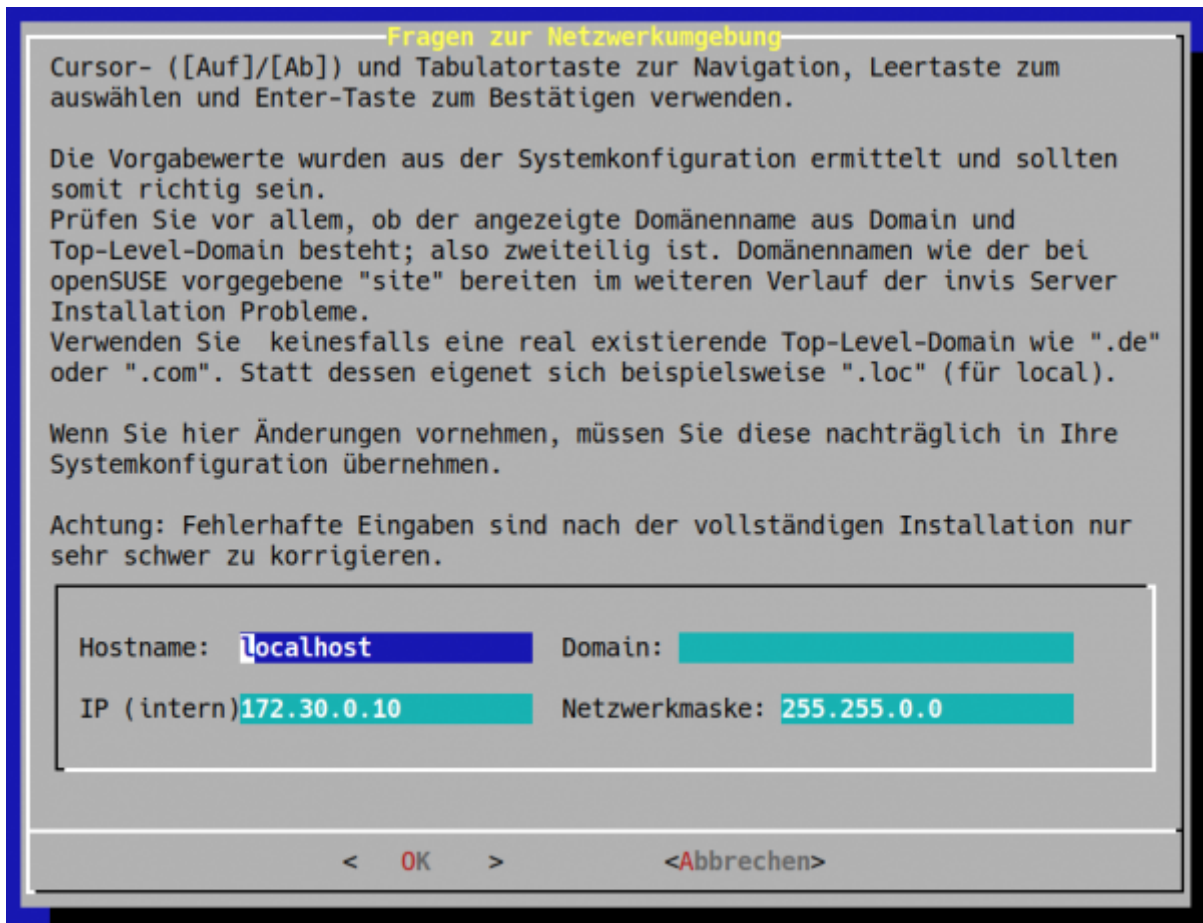 Fragen zur Netzwerkumgebung
Cursor- ([Auf]/[Ab]) und Tabulatortaste zur Navigation, Leertaste zum
auswählen und Enter-Taste zum Bestätigen verwenden.
Die Vorgabewerte wurden aus der Systemkonfiguration ermittelt und sollten
somit richtig sein.
Prüfen Sie vor allem, ob der angezeigte Domänenname aus Domain und
Top-Level-Domain besteht; also zweiteilig ist. Domänennamen wie der bei
openSUSE vorgegebene "site" bereiten im weiteren Verlauf der invis Server
Installation Probleme.
Verwenden Sie  keinesfalls eine real existierende Top-Level-Domain wie ".de"
oder ".com". Statt dessen eigenet sich beispielsweise ".loc" (für local).
Wenn Sie hier Änderungen vornehmen, müssen Sie diese nachträglich in Ihre
Systemkonfiguration übernehmen.
Achtung: Fehlerhafte Eingaben sind nach der vollständigen Installation nur
sehr schwer zu korrigieren.
Hostname: localhost Domain:
IP (intern)172.30.0.10 Netzwerkmaske: 255.255.0.0
< OK > <Abbrechen>